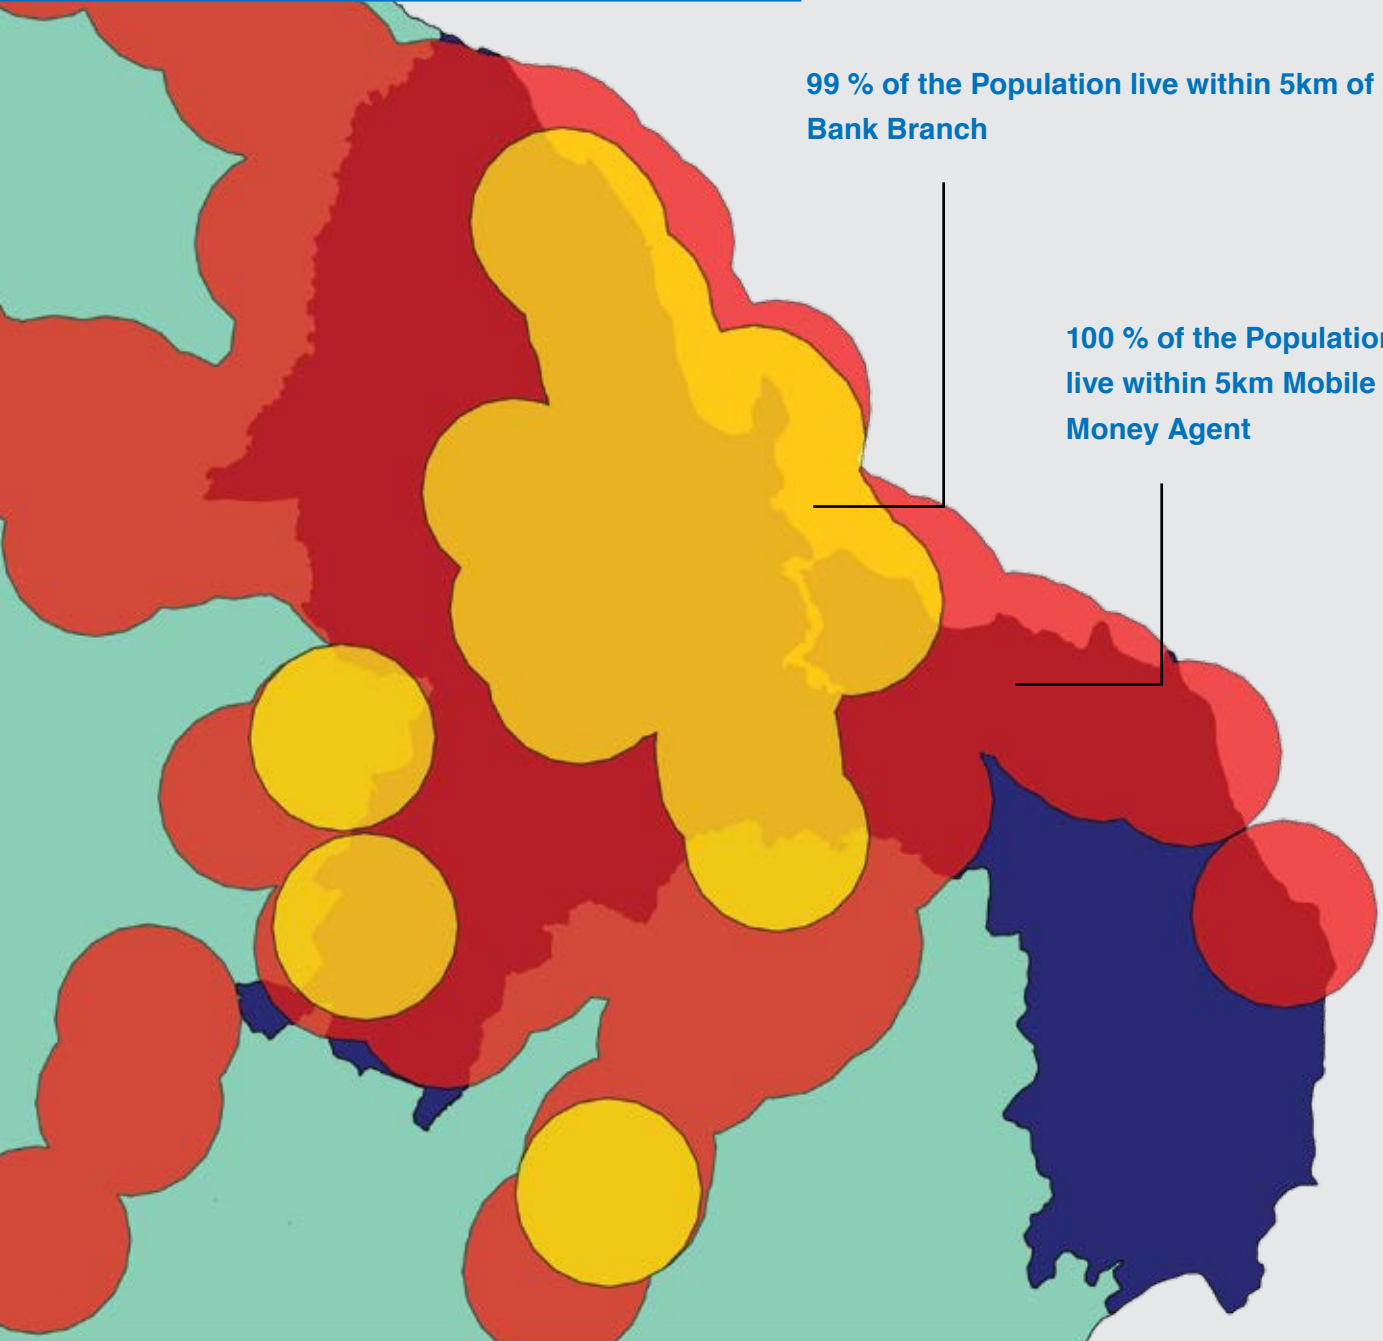 99 % of the Population live within 5km of
Bank Branch
100 % of the Population
live within 5km Mobile
Money Agent